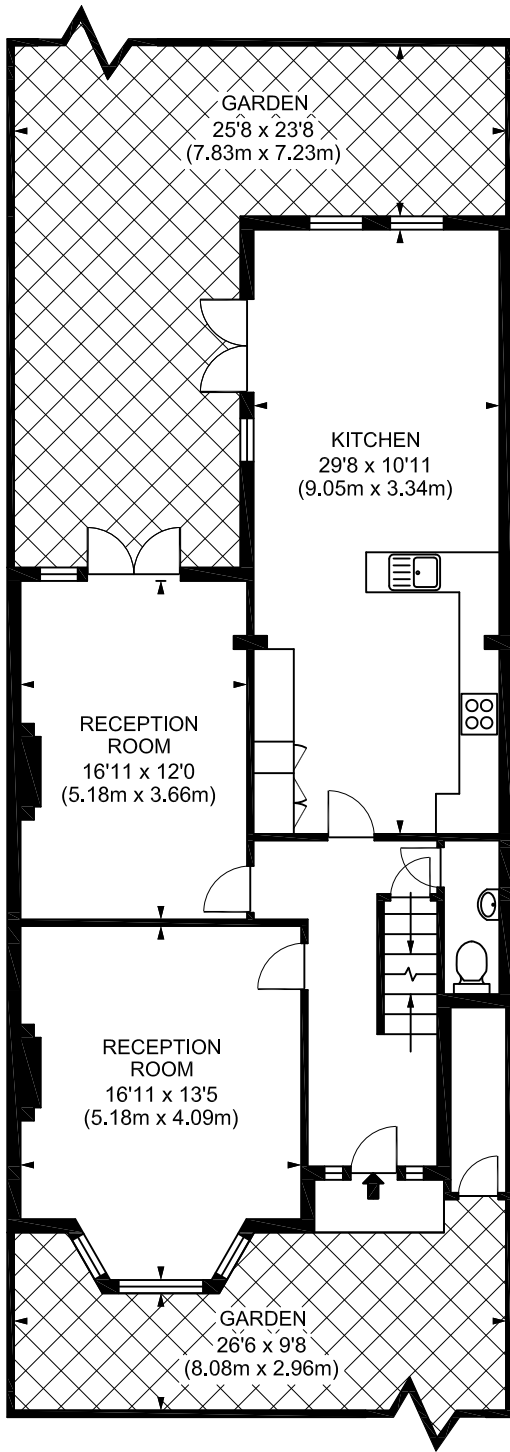 GARDEN
25'8 x 23'8
(7.83m x 7.23m)
KITCHEN
29'8 x 10'11
(9.05m x 3.34m)
RECEPTION
ROOM
16'11 x 12'0
(5.18m x 3.66m)
RECEPTION
ROOM
16'11 x 13'5
(5.18m x 4.09m)
GARDEN
26'6 x 9'8
(8.08m x 2.96m)